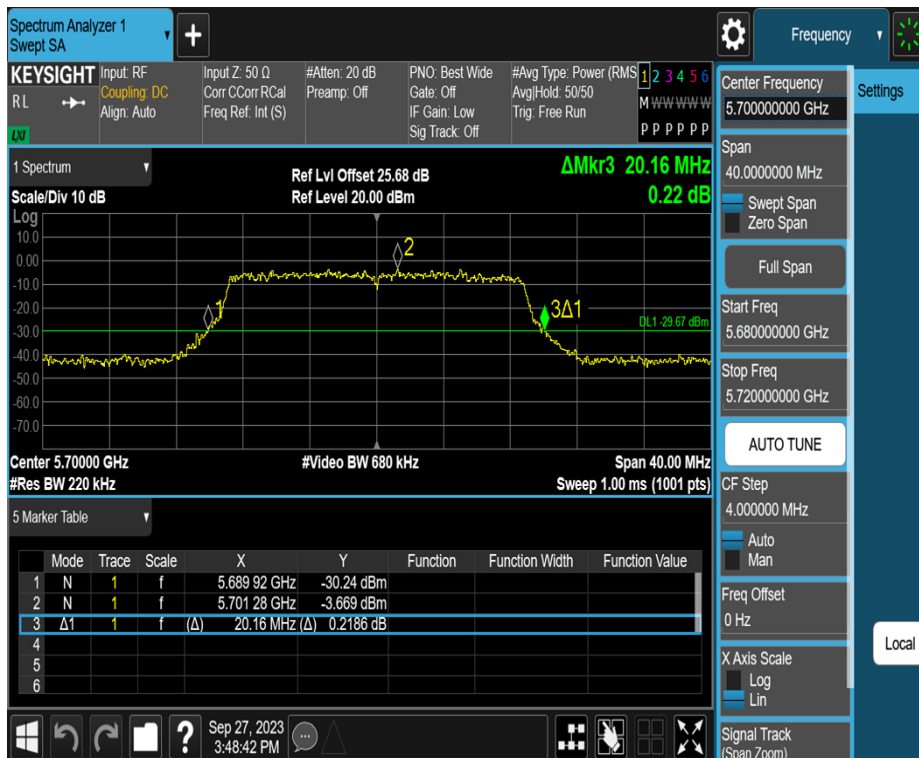 Spectrum Analyzer 1
Swept SA
Frequency
KEYSIGHT
Input: RF
Input Z: 50 Ω
#Atten: 20 dB
PNO: Best Wide
#Avg Type: Power (RMS
1 2 3 4 5 6
RL
Coupling: DC
Corr CCorr RCal
Preamp: Off
Gate: Off
Avg|Hold: 50/50
M W W W W W
Align: Auto
Freq Ref: Int (S)
IF Gain: Low
Trig: Free Run
LXI
Sig Track: Off
P P P P P P
Center Frequency
5.700000000 GHz
Settings
1 Spectrum
Ref Lvl Offset 25.68 dB
ΔMkr3 20.16 MHz
Scale/Div 10 dB
Ref Level 20.00 dBm
0.22 dB
Log
10.0
0.00
-10.0
-20.0
-30.0
-40.0
-50.0
-60.0
-70.0
2
1
3Δ1
DL1 -29.67 dBm
Center 5.70000 GHz
#Video BW 680 kHz
Span 40.00 MHz
#Res BW 220 kHz
Sweep 1.00 ms (1001 pts)
Span
40.0000000 MHz
Swept Span
Zero Span
Full Span
Start Freq
5.680000000 GHz
Stop Freq
5.720000000 GHz
AUTO TUNE
CF Step
4.000000 MHz
Auto
Man
Freq Offset
0 Hz
X Axis Scale
Log
Lin
Signal Track
(Span Zoom)
Local
5 Marker Table
Mode Trace Scale X Y Function Function Width Function Value
1 N 1 f 5.689 92 GHz -30.24 dBm
2 N 1 f 5.701 28 GHz -3.669 dBm
3 Δ1 1 f (Δ) 20.16 MHz (Δ) 0.2186 dB
4
5
6
?
Sep 27, 2023
3:48:42 PM